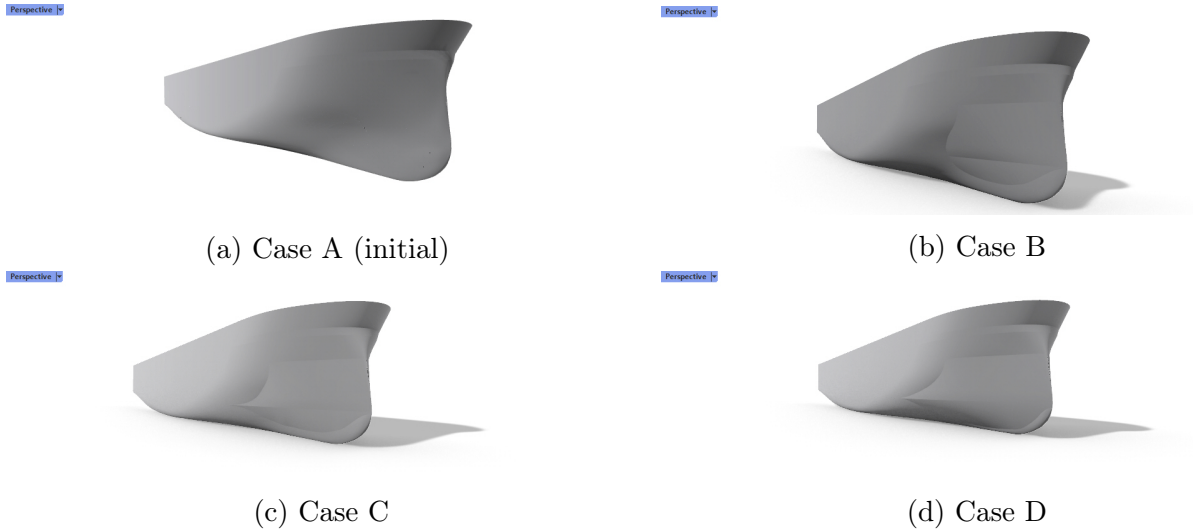 Perspective
Perspective
(a) Case A (initial)
(b) Case B
Perspective
Perspective
(c) Case C
(d) Case D